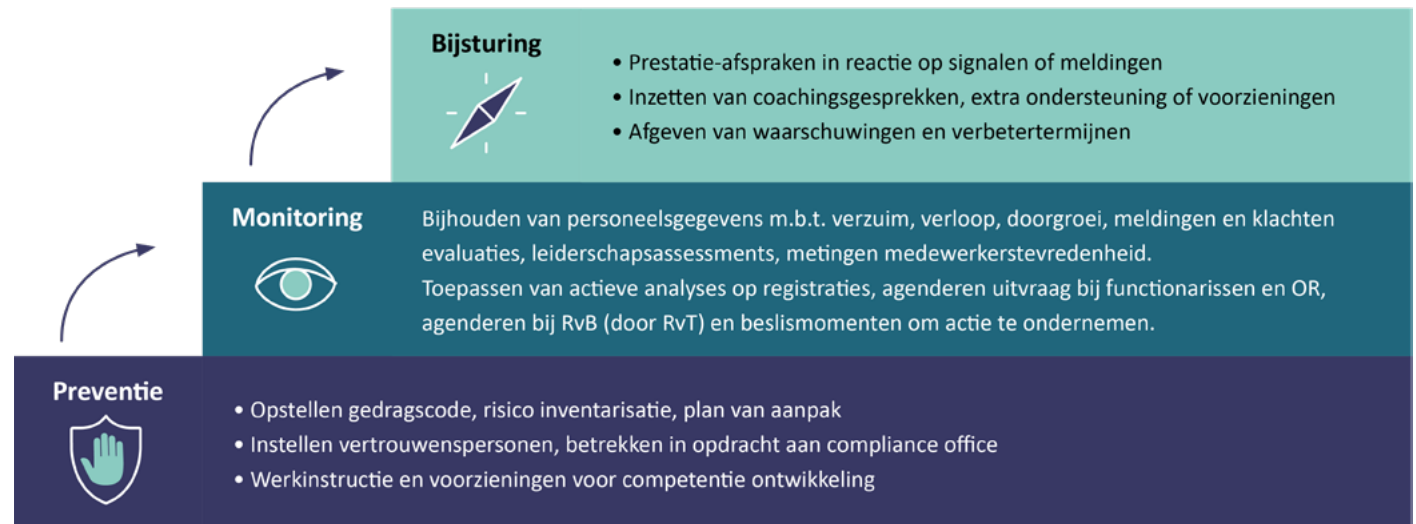 Bijsturing
• Prestatie-afspraken in reactie op signalen of meldingen
• Inzetten van coachingsgesprekken, extra ondersteuning of voorzieningen
• Afgeven van waarschuwingen en verbetertermijnen
Monitoring
Bijhouden van personeelsgegevens m.b.t. verzuim, verloop, doorgroei, meldingen en klachten
evaluaties, leiderschapsassessments, metingen medewerkerstevredenheid.
Toepassen van actieve analyses op registraties, agenderen uitvraag bij functionarissen en OR,
agenderen bij RvB (door RvT) en beslismomenten om actie te ondernemen.
Preventie
• Opstellen gedragscode, risico inventarisatie, plan van aanpak
• Instellen vertrouwenspersonen, betrekken in opdracht aan compliance office
• Werkinstructie en voorzieningen voor competentie ontwikkeling